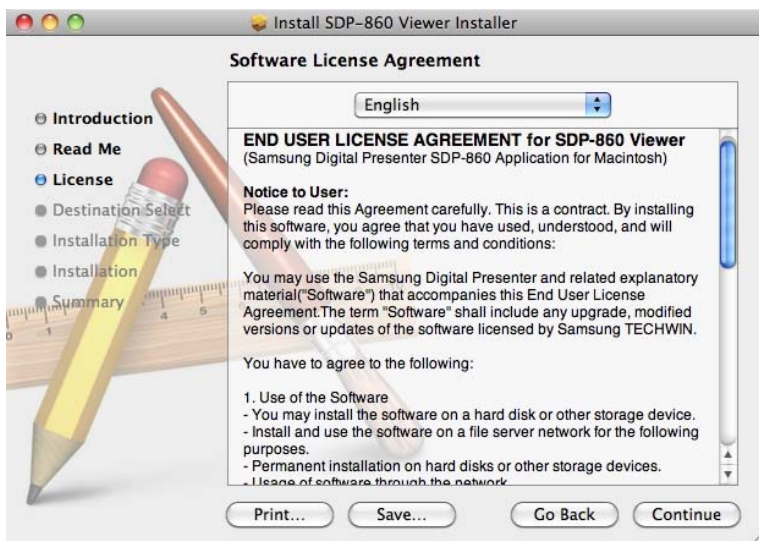 Install SDP-860 Viewer Installer
Software License Agreement
Introduction
Read Me
License
Destination Select
Installation Type
Installation
Summary
English
END USER LICENSE AGREEMENT for SDP-860 Viewer
(Samsung Digital Presenter SDP-860 Application for Macintosh)
Notice to User:
Please read this Agreement carefully. This is a contract. By installing
this software, you agree that you have used, understood, and will
comply with the following terms and conditions:
You may use the Samsung Digital Presenter and related explanatory
material("Software") that accompanies this End User License
Agreement.The term "Software" shall include any upgrade, modified
versions or updates of the software licensed by Samsung TECHWIN.
You have to agree to the following:
1. Use of the Software
- You may install the software on a hard disk or other storage device.
- Install and use the software on a file server network for the following
purposes.
- Permanent installation on hard disks or other storage devices.
- Usage of software through the network
Print...
Save...
Go Back
Continue